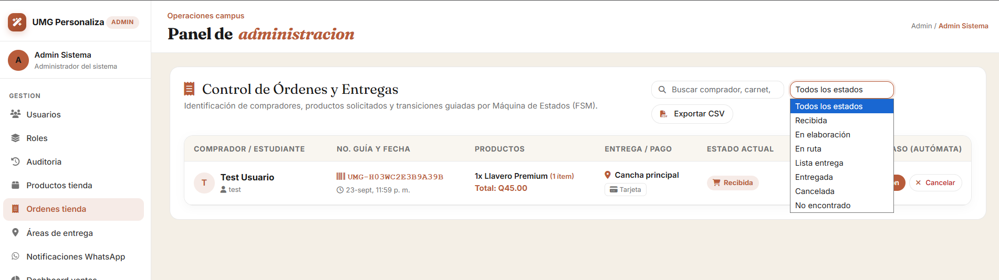 UMG Personaliza ADMIN
Admin Sistema
Administrador del sistema
GESTION
Usuarios
Roles
Auditoria
Productos tienda
Ordenes tienda
Áreas de entrega
Notificaciones WhatsApp
Dashboard ventas
Operaciones campus
Panel de administracion
Admin / Admin Sistema
Control de Órdenes y Entregas
Identificación de compradores, productos solicitados y transiciones guiadas por Máquina de Estados (FSM).
Buscar comprador, carnet,
Exportar CSV
Todos los estados
Todos los estados
Recibida
En elaboración
En ruta
Lista entrega
Entregada
Cancelada
No encontrado
COMPRADOR / ESTUDIANTE NO. GUÍA Y FECHA PRODUCTOS ENTREGA / PAGO ESTADO ACTUAL (AUTÓMATA)
T
Test Usuario
test
UMG-H03WC2E3B9A39B
23-sept, 11:59 p. m.
1x Llavero Premium (1 ítem)
Total: Q45.00
Cancha principal
Tarjeta
Recibida
Cancelar